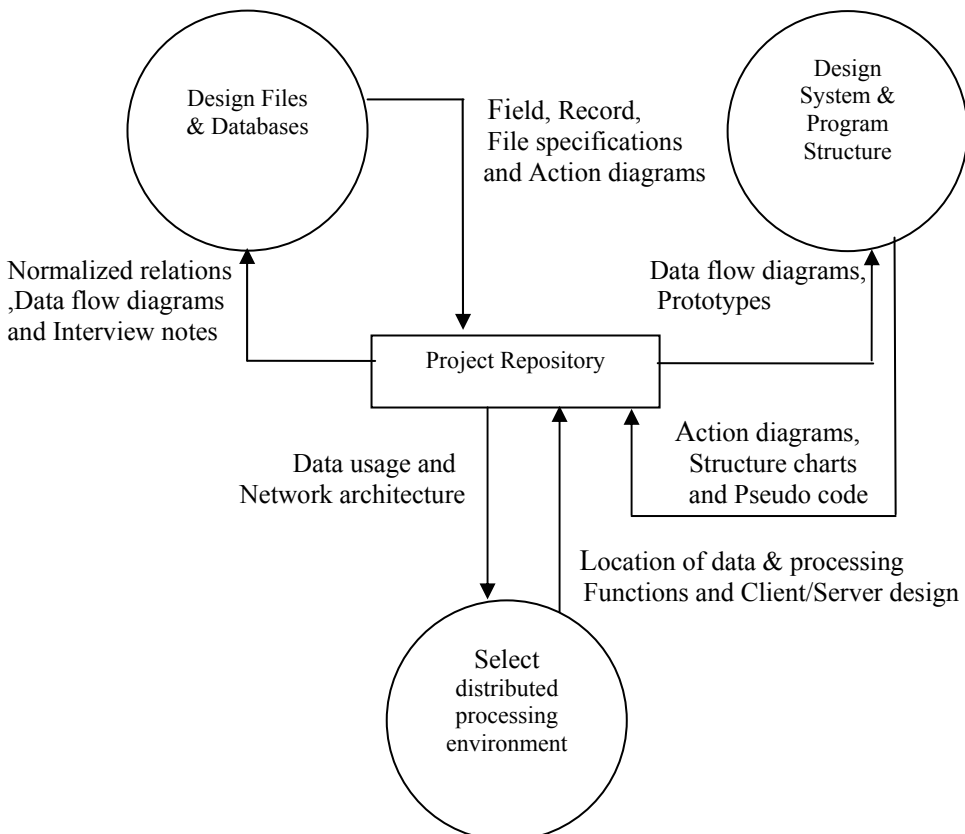 Design Files
& Databases
Field, Record,
File specifications
and Action diagrams
Design
System &
Program
Structure
Normalized relations
,Data flow diagrams
and Interview notes
Data flow diagrams,
Prototypes
Project Repository
Data usage and
Network architecture
Action diagrams,
Structure charts
and Pseudo code
Location of data & processing
Functions and Client/Server design
Select
distributed
processing
environment